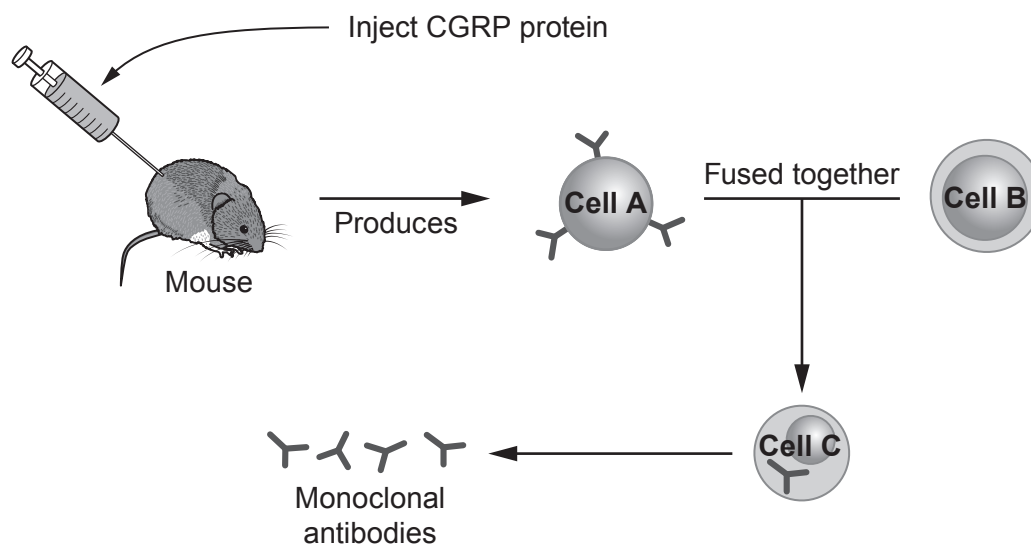 Inject CGRP protein
Fused together
Cell A
Cell B
Produces
Mouse
Cell C
Monoclonal
antibodies